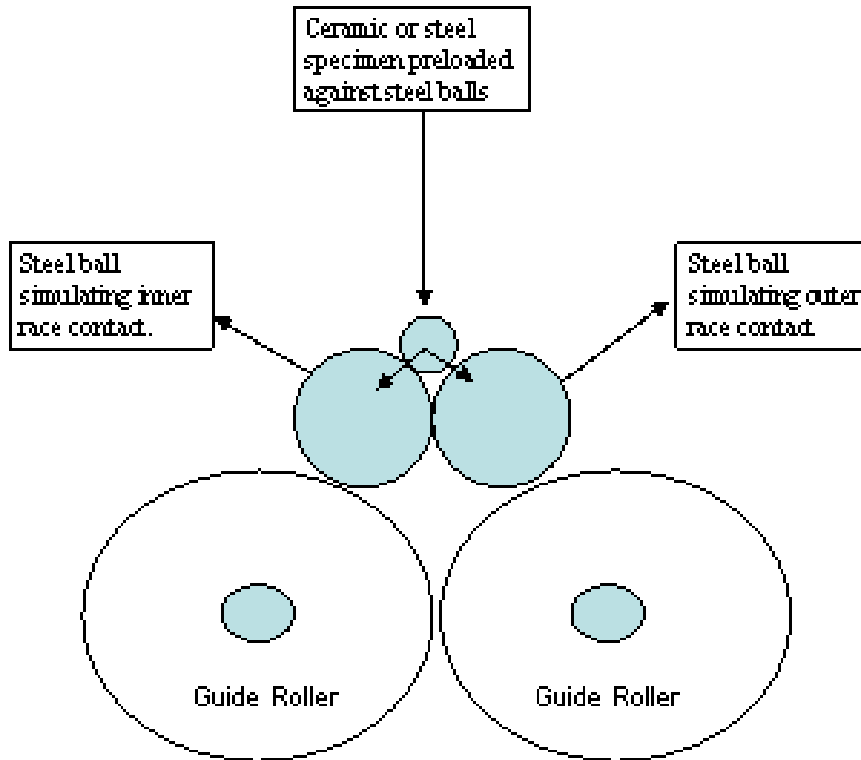 Ceramic or steel
specimen preloaded
against steel balls
Steel ball
simulating inner
race contact.
Steel ball
simulating outer
race contact
Guide Roller
Guide Roller